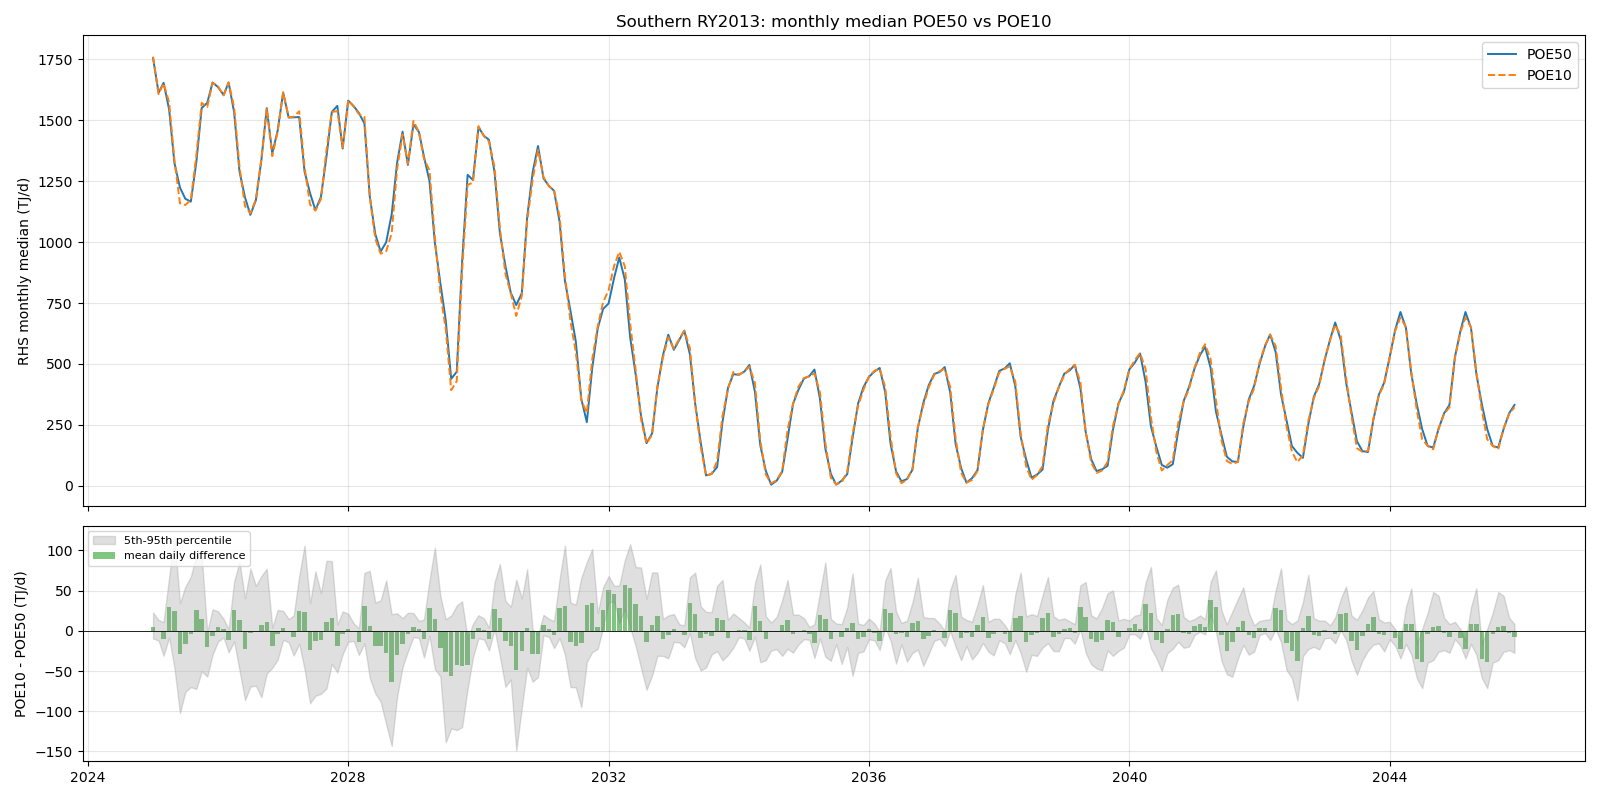 Southern RY2013: monthly median POE50 vs POE10
RHS monthly median (TJ/d)
1750
1500
1250
1000
750
500
250
0
POE50
POE10
POE10 - POE50 (TJ/d)
100
50
0
−50
−100
−150
5th-95th percentile
mean daily difference
2024
2028
2032
2036
2040
2044